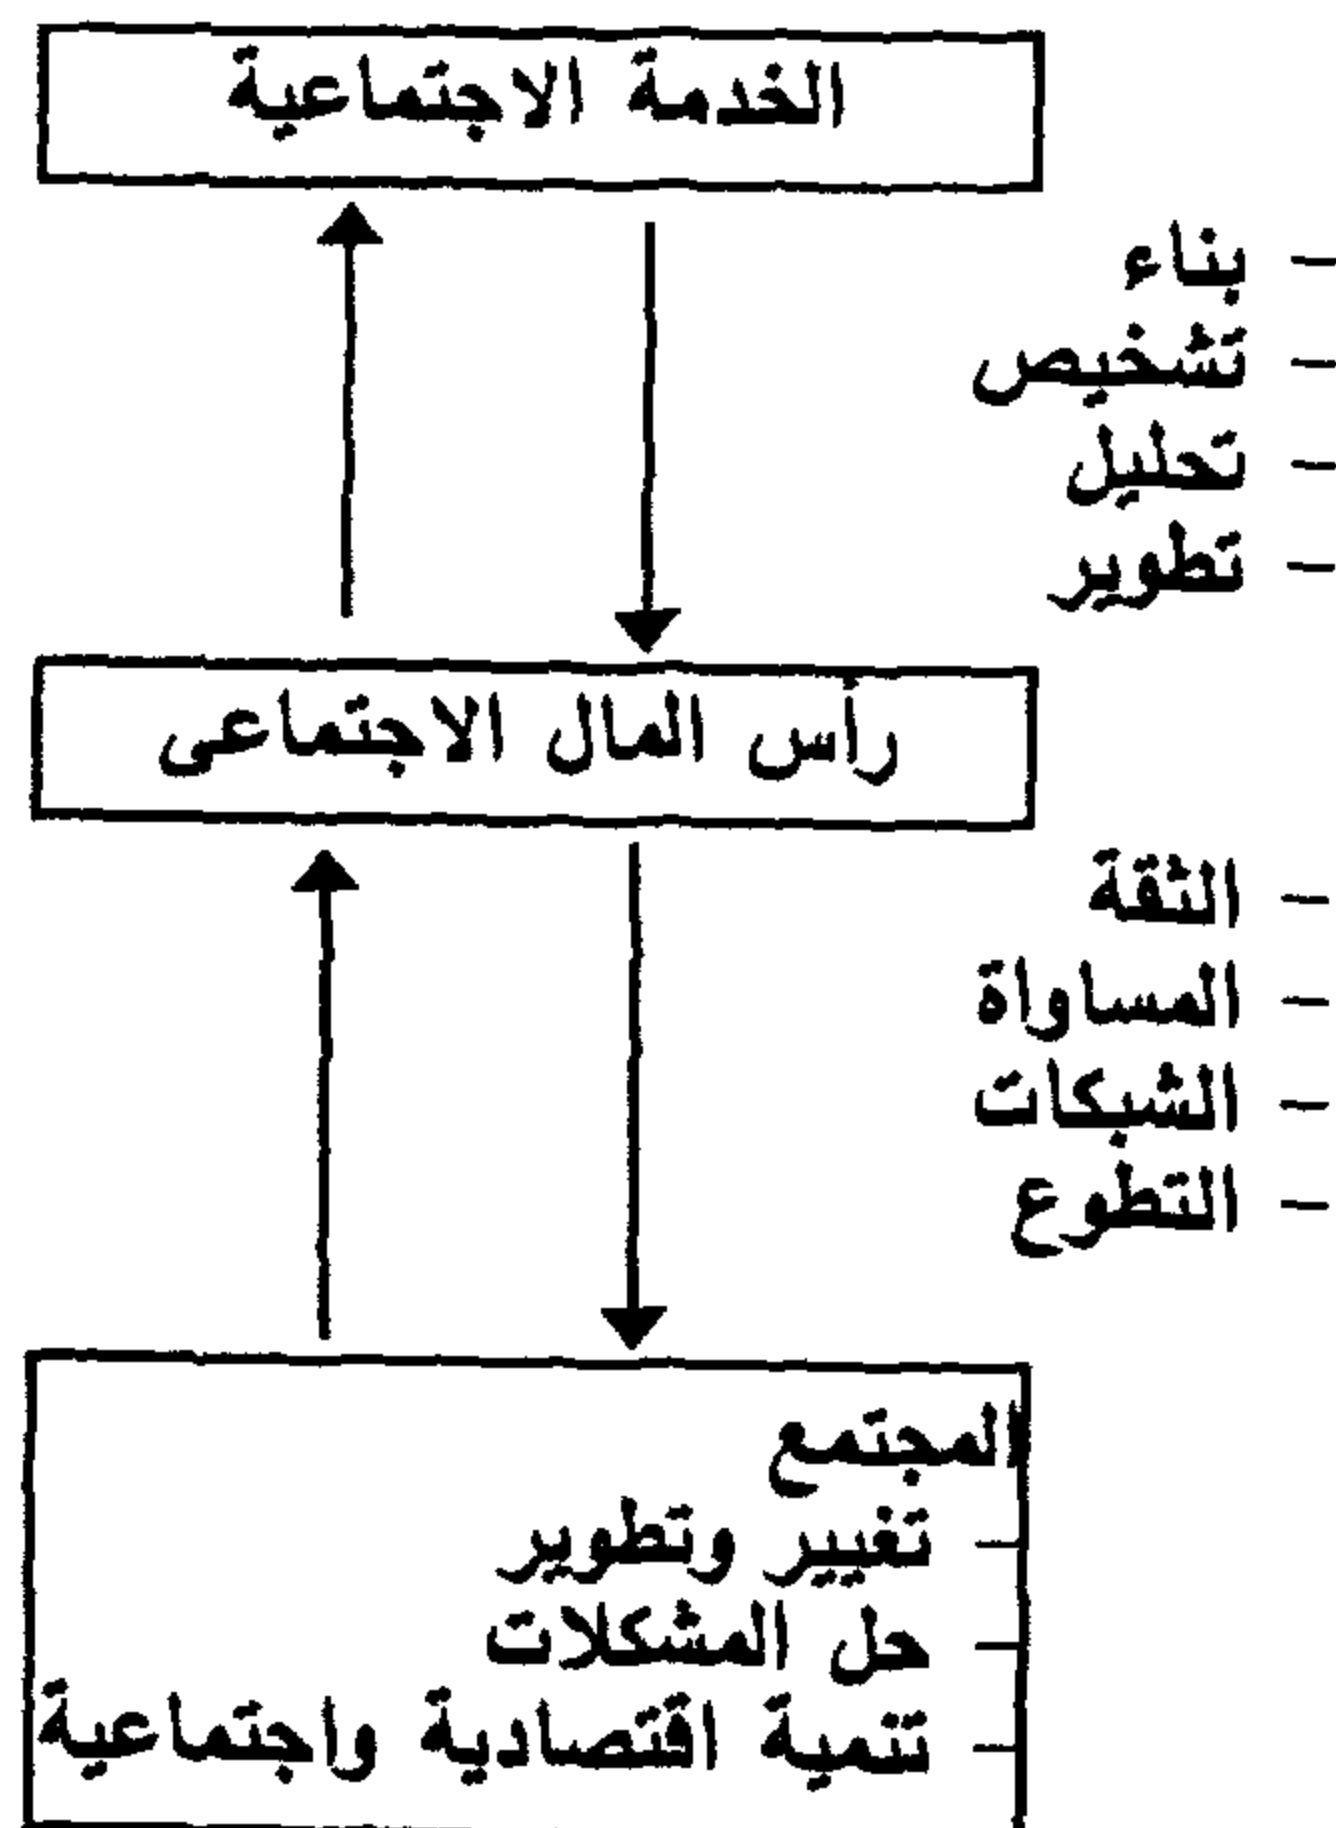 الخدمة الاجتماعية
- بناء
- تشخيص
- تحليل
- تطوير
رأس المال الاجتماعى
- الثقة
- المساواة
- الشبكات
- التطوع
المجتمع
- تغيير وتطوير
- حل المشكلات
- تنمية اقتصادية واجتماعية